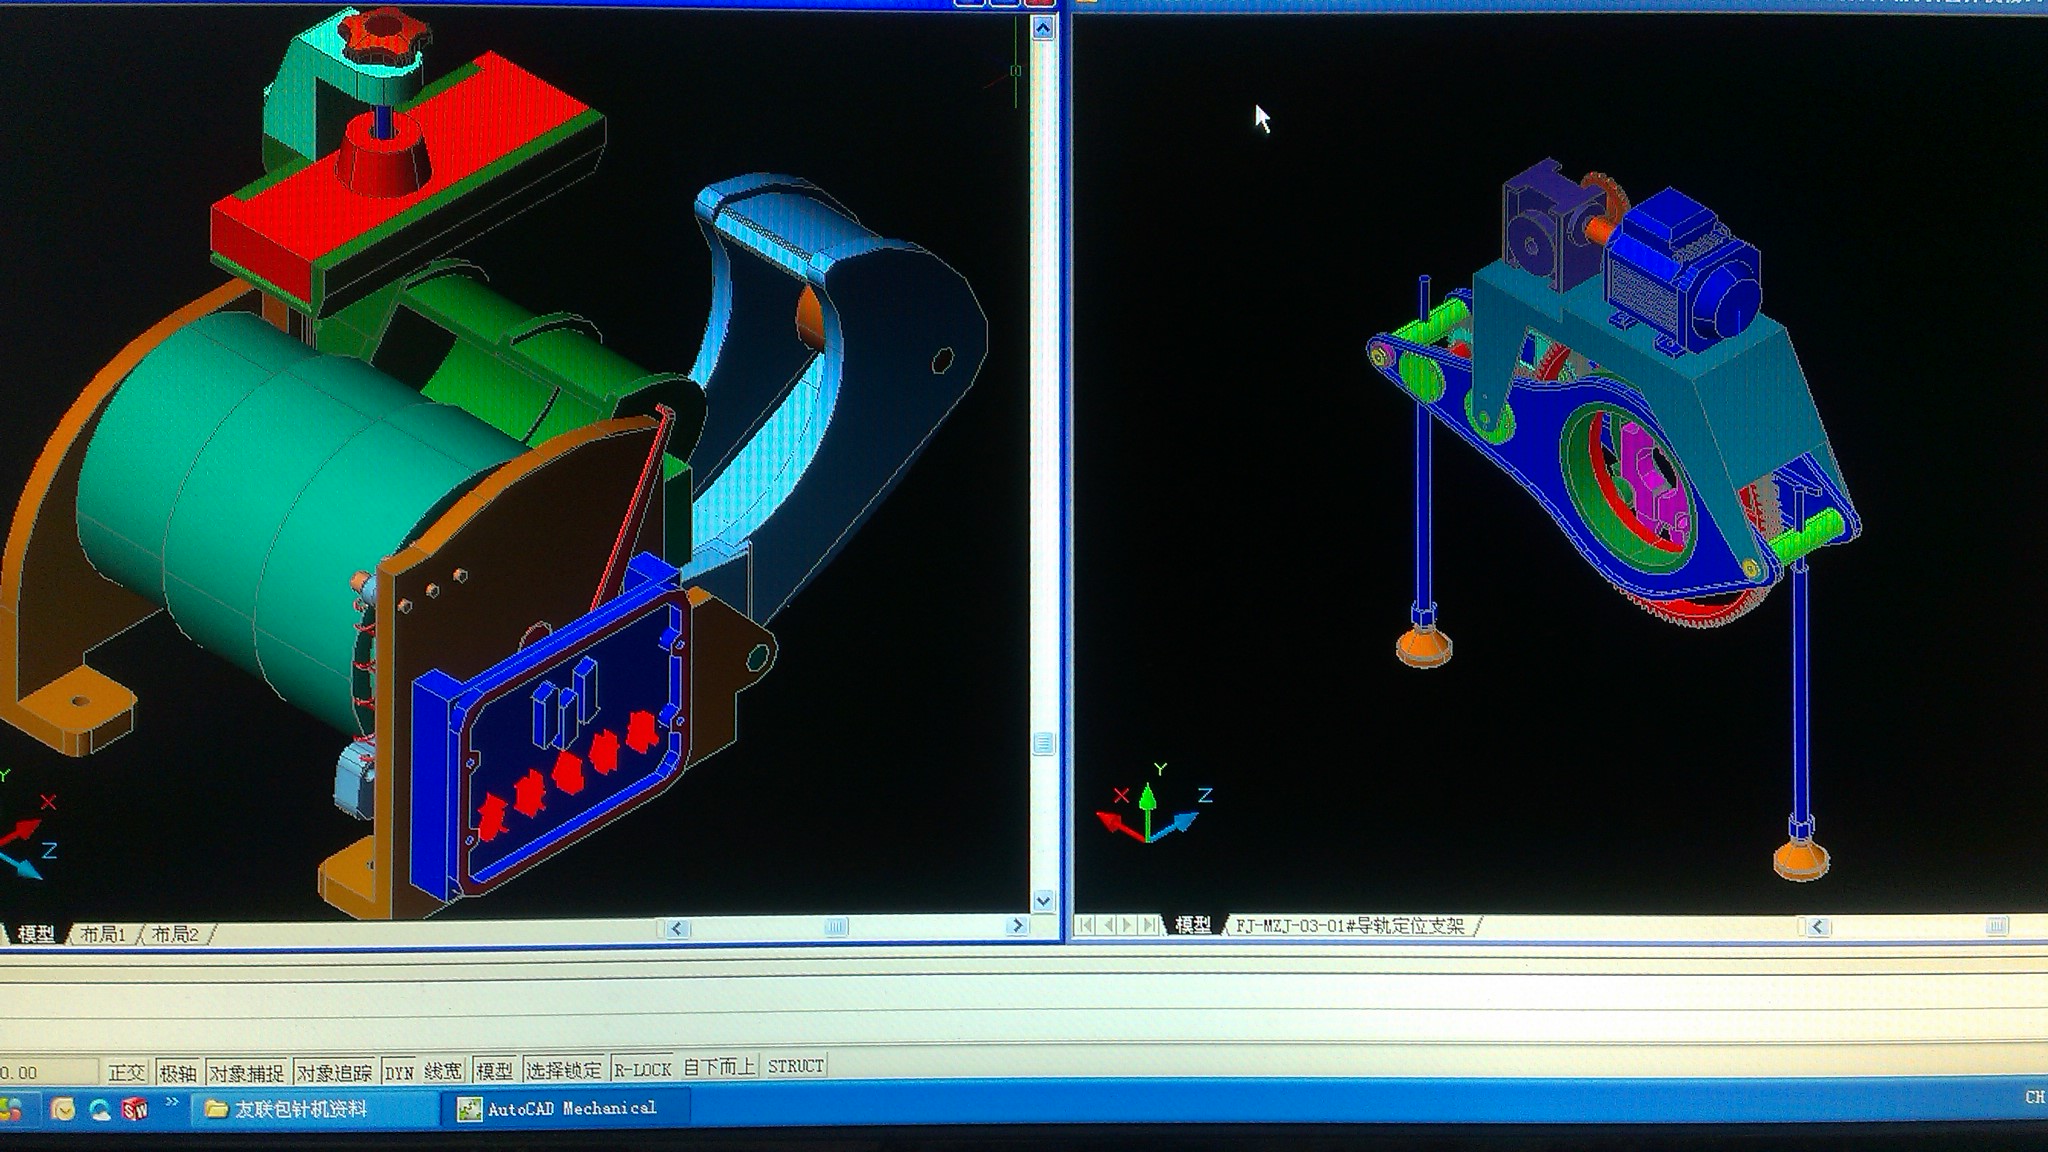 Y
X
Z
Y
X
Z
模型 布局1 布局2
模型 FJ-MZJ-03-01#导轨定位支架
0.00 正交 极轴 对象捕捉 对象追踪 DYN 线宽 模型 选择锁定 R-LOCK 自下而上 STRUCT
SW » 友联包针机资料 AutoCAD Mechanical CH